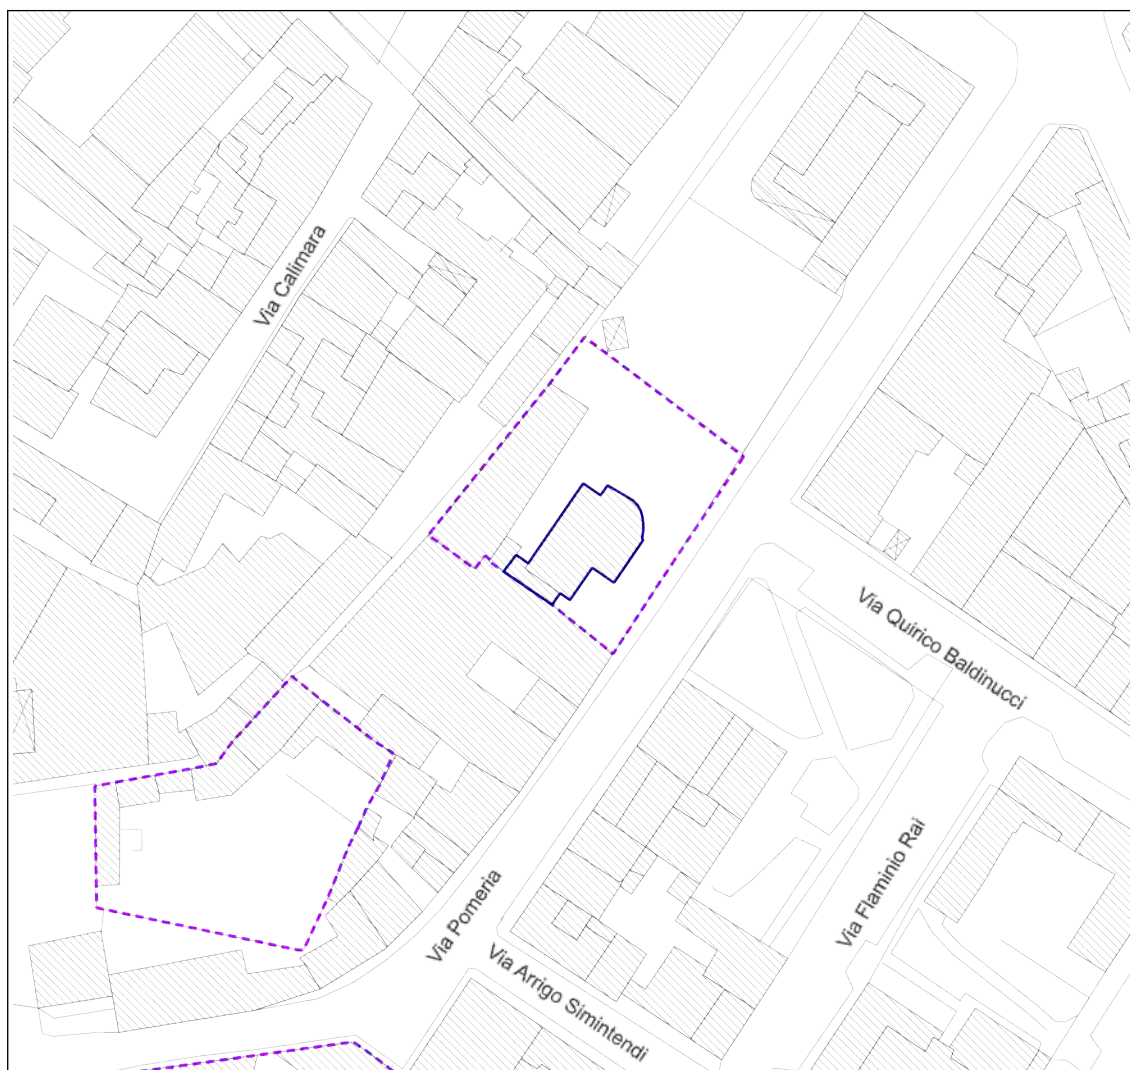 Via Calimara
Via Quirico Baldinucci
Via Flaminio Rai
Via Pomeria
Via Arrigo Simintendi